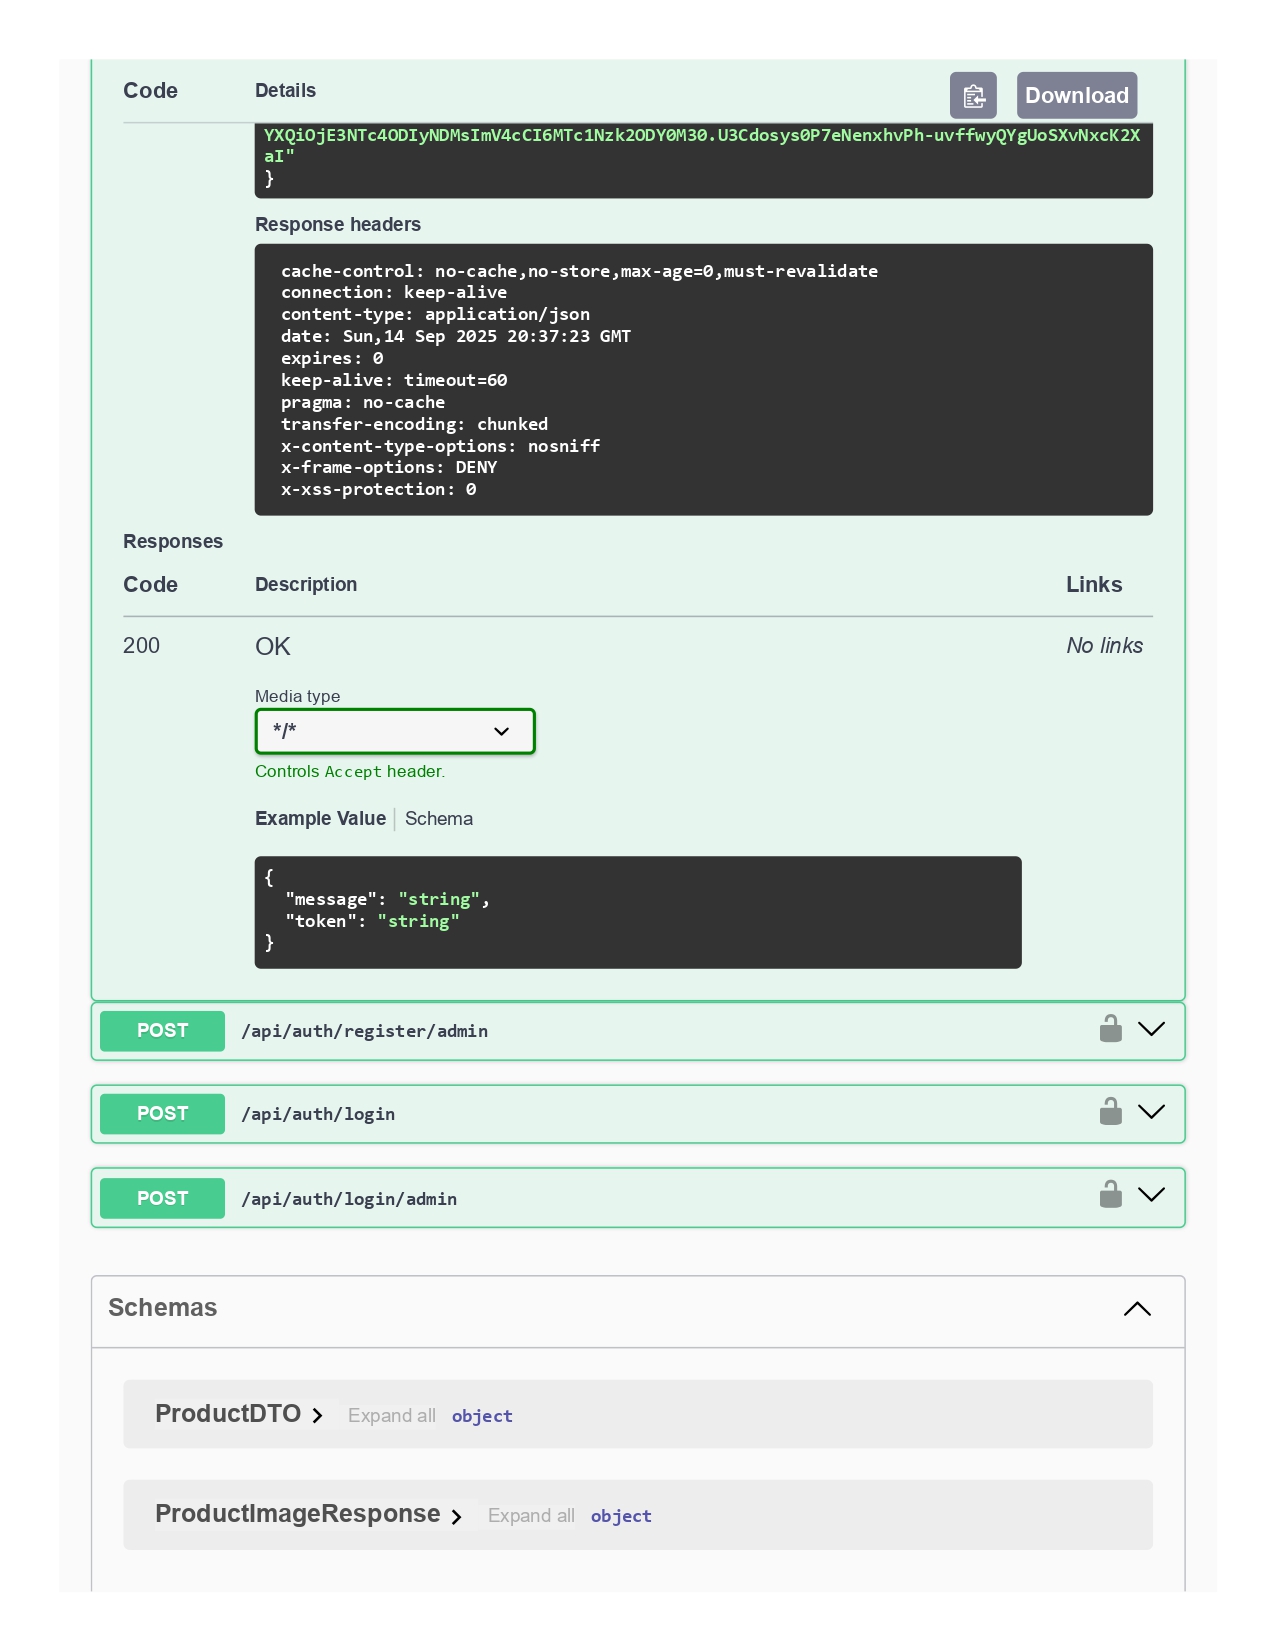 Code Details Download
YXQiOjE3NTc4ODIyNDMsImV4cCI6MTc1Nzk2ODY0M30.U3Cdosys0P7eNenxhvPh-uvffwyQYgUoSXvNxcK2X
aI"
}
Response headers
cache-control: no-cache,no-store,max-age=0,must-revalidate
connection: keep-alive
content-type: application/json
date: Sun,14 Sep 2025 20:37:23 GMT
expires: 0
keep-alive: timeout=60
pragma: no-cache
transfer-encoding: chunked
x-content-type-options: nosniff
x-frame-options: DENY
x-xss-protection: 0
Responses
Code Description Links
200 OK No links
Media type
*/*
Controls Accept header.
Example Value Schema
{
"message": "string",
"token": "string"
}
POST /api/auth/register/admin
POST /api/auth/login
POST /api/auth/login/admin
Schemas
ProductDTO Expand all object
ProductImageResponse Expand all object